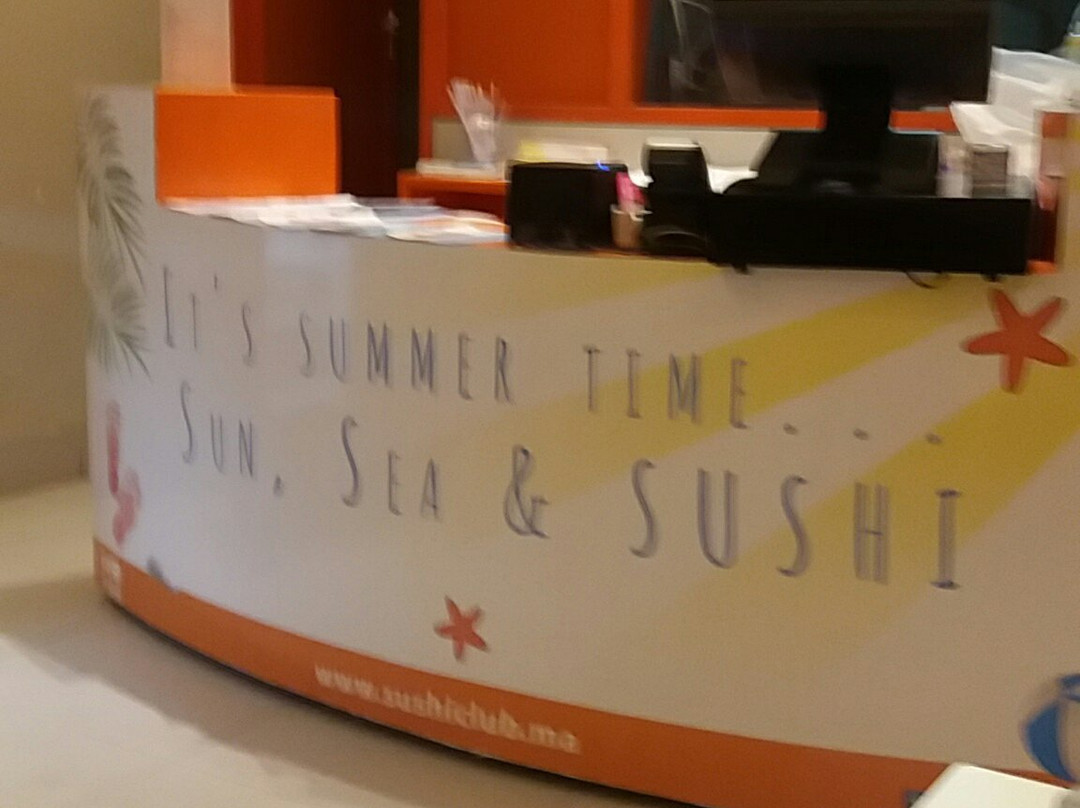 It's summer time...
Sun, Sea & SUSHI
www.sushiclub.ma